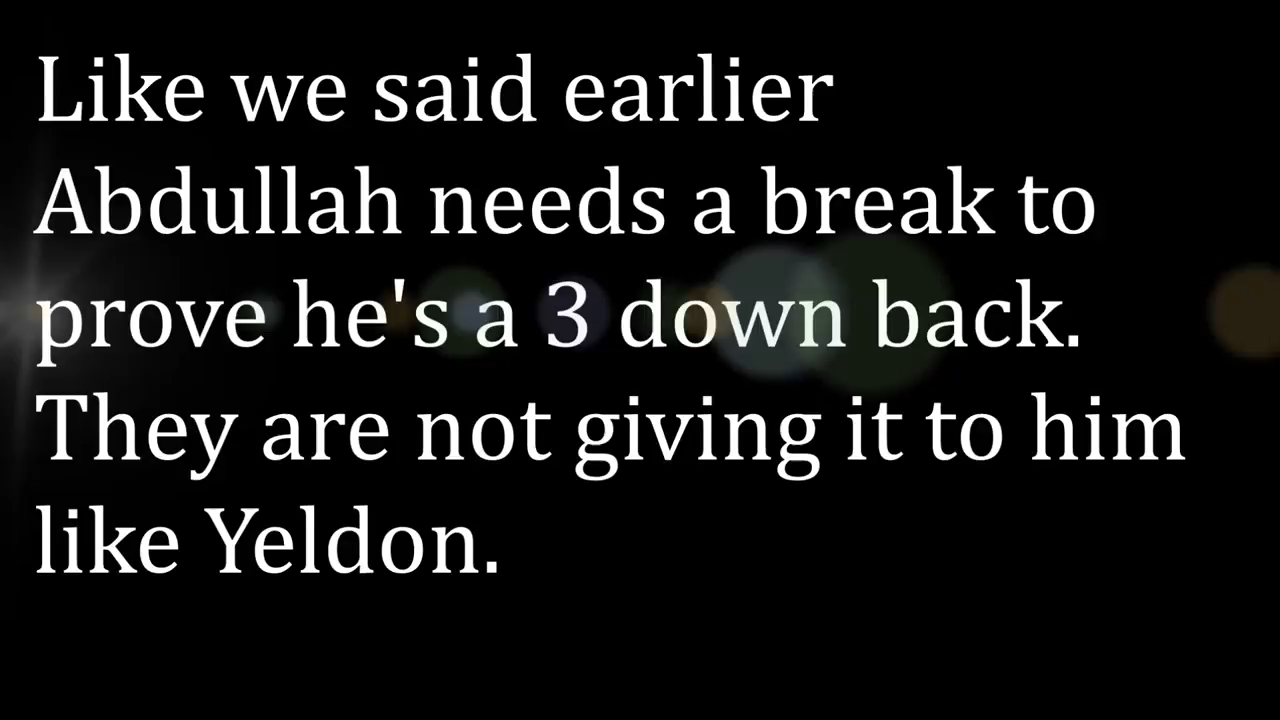 Like we said earlier
Abdullah needs a break to
prove he's a 3 down back.
They are not giving it to him
like Yeldon.